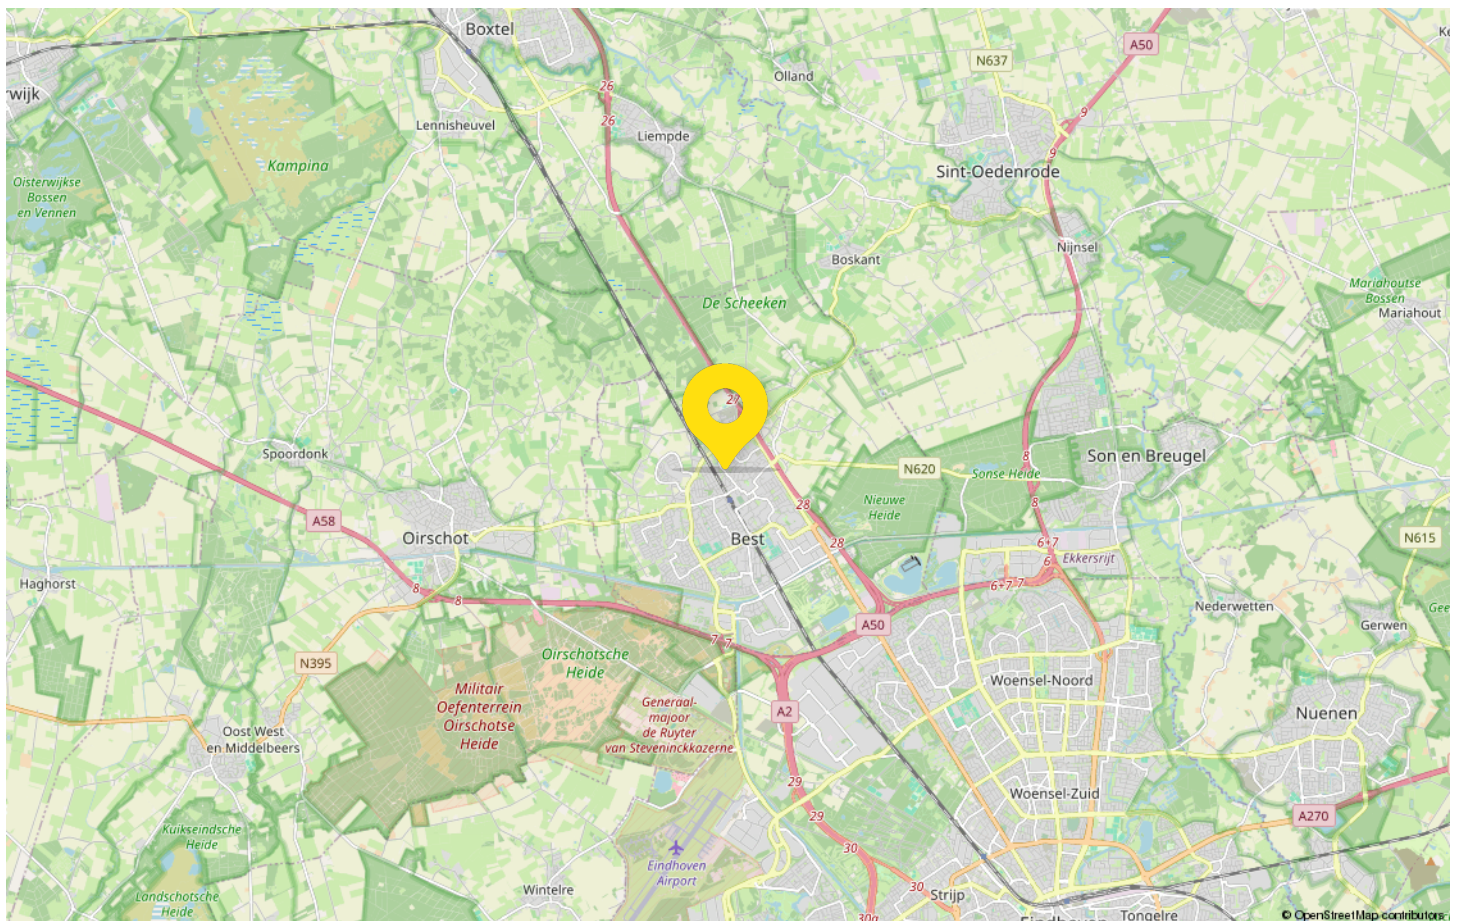 Boxtel
A50
N637
Olland
rwijk
26
26
9
Lennisheuvel
Liempde
9
Kampina
Sint-Oedenrode
Oisterwijkse
Bossen
en Vennen
Nijnsel
Boskant
Mariahoutse
Bossen
Mariahout
De Scheeken
27
Spoordonk
Son en Breugel
8
N620
Sonse Heide
Nieuwe
Heide
8
28
A58
Oirschot
Best
28
6+7
N615
Ekkersrijt
6
Haghorst
8
8
6+7
7
Nederwetten
Gee
A50
Gerwen
7
7
N395
Oirschotsche
Heide
Woensel-Noord
Militair
Oefenterrein
Oirschotse
Heide
Generaal-
majoor
de Ruyter
van Steveninckkazerne
A2
Nuenen
Oost West
en Middelbeers
29
Woensel-Zuid
29
A270
Kuikseindsche
Heide
30
Eindhoven
Airport
Wintelre
30
Strijp
Landschotsche
Heide
Tongelre
30a
Eindhoven
© OpenStreetMap contributors